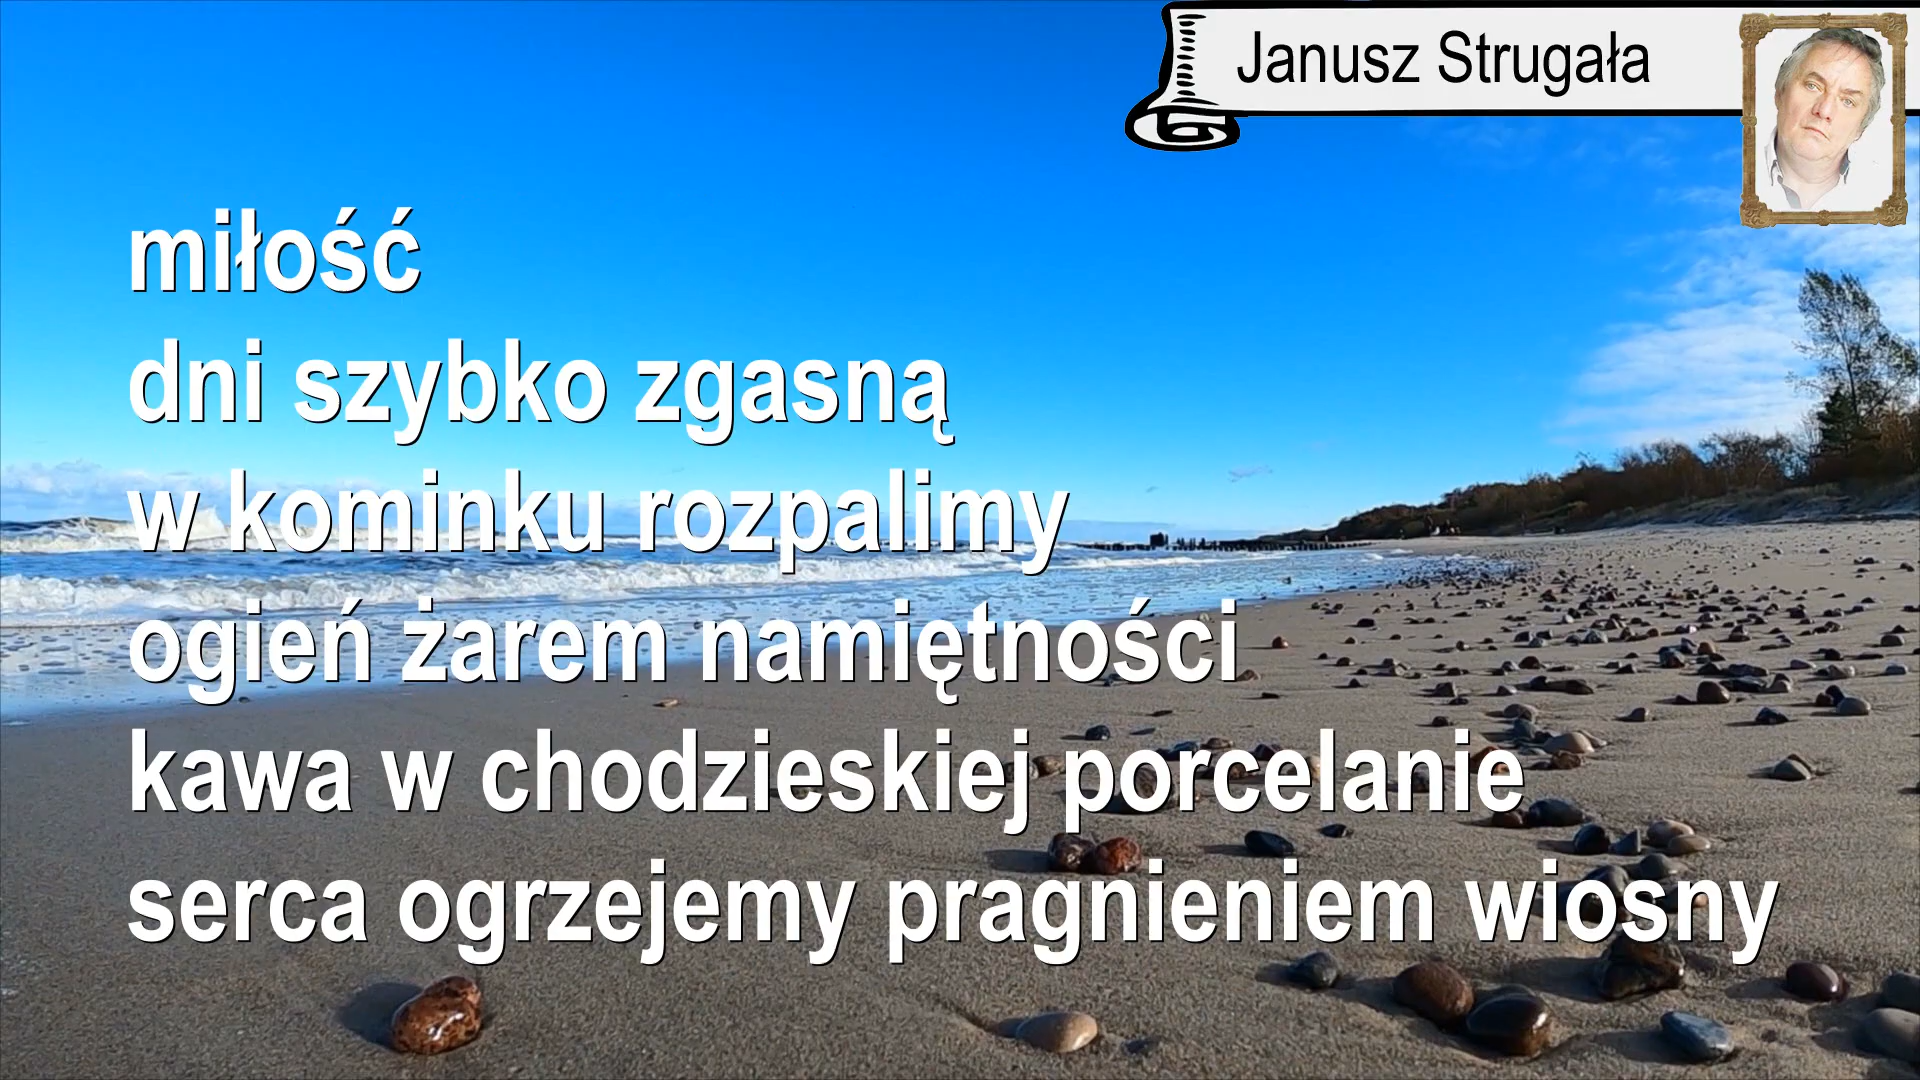 Janusz Strugała
miłość
dni szybko zgasną
w kominku rozpalimy
ogień żarem namiętności
kawa w chodzieskiej porcelanie
serca ogrzejemy pragnieniem wiosny